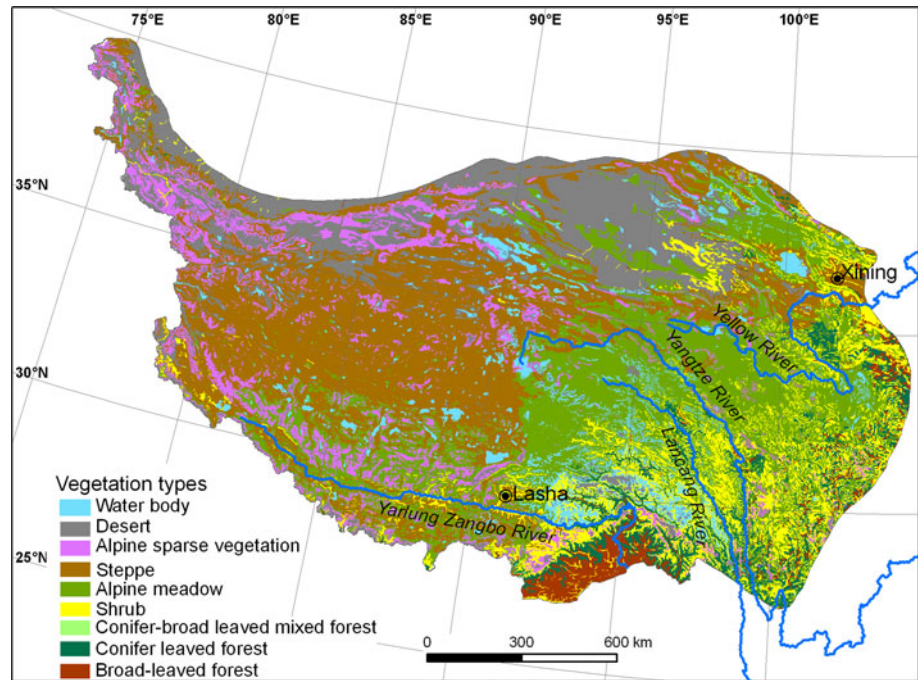 75°E
80°E
85°E
90°E
95°E
100°E
35°N
30°N
25°N
Xining
Yellow River
Yangtze River
Lancang River
Lasha
Yarlung Zangbo River
Vegetation types
Water body
Desert
Alpine sparse vegetation
Steppe
Alpine meadow
Shrub
Conifer-broad leaved mixed forest
Conifer leaved forest
Broad-leaved forest
0 300 600 km